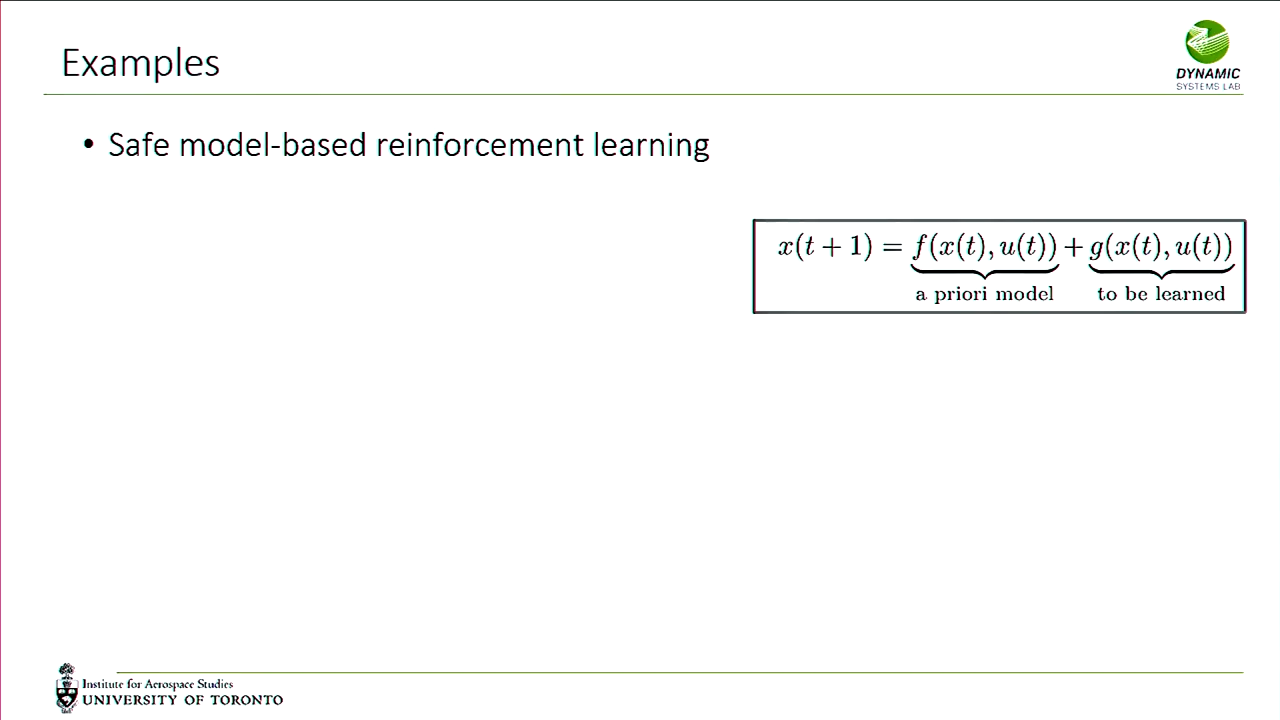 Examples
DYNAMIC
SYSTEMS LAB
• Safe model-based reinforcement learning
x(t + 1) = f(x(t), u(t)) + g(x(t), u(t))
a priori model to be learned
Institute for Aerospace Studies
UNIVERSITY OF TORONTO